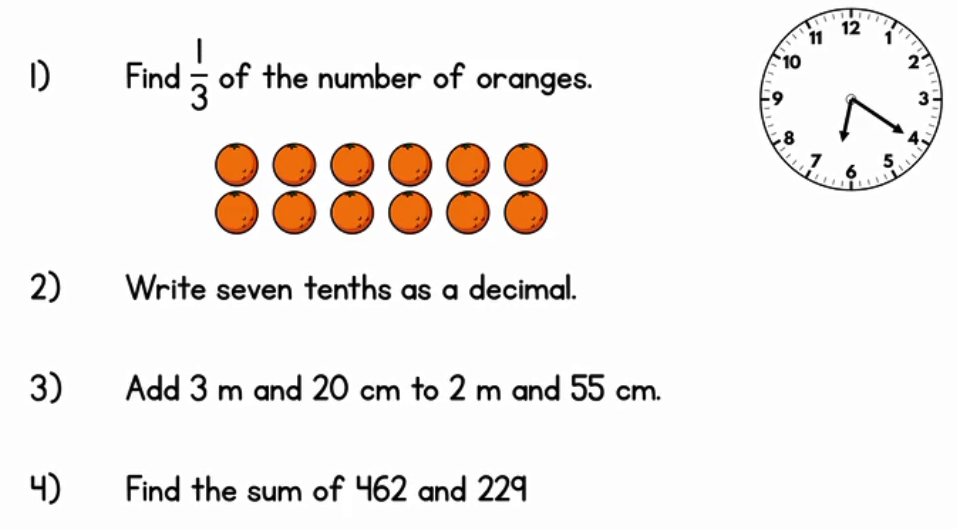 1) Find 1/3 of the number of oranges.
12
11 1
10 2
9 3
8 4
7 5
6
2) Write seven tenths as a decimal.
3) Add 3 m and 20 cm to 2 m and 55 cm.
4) Find the sum of 462 and 229